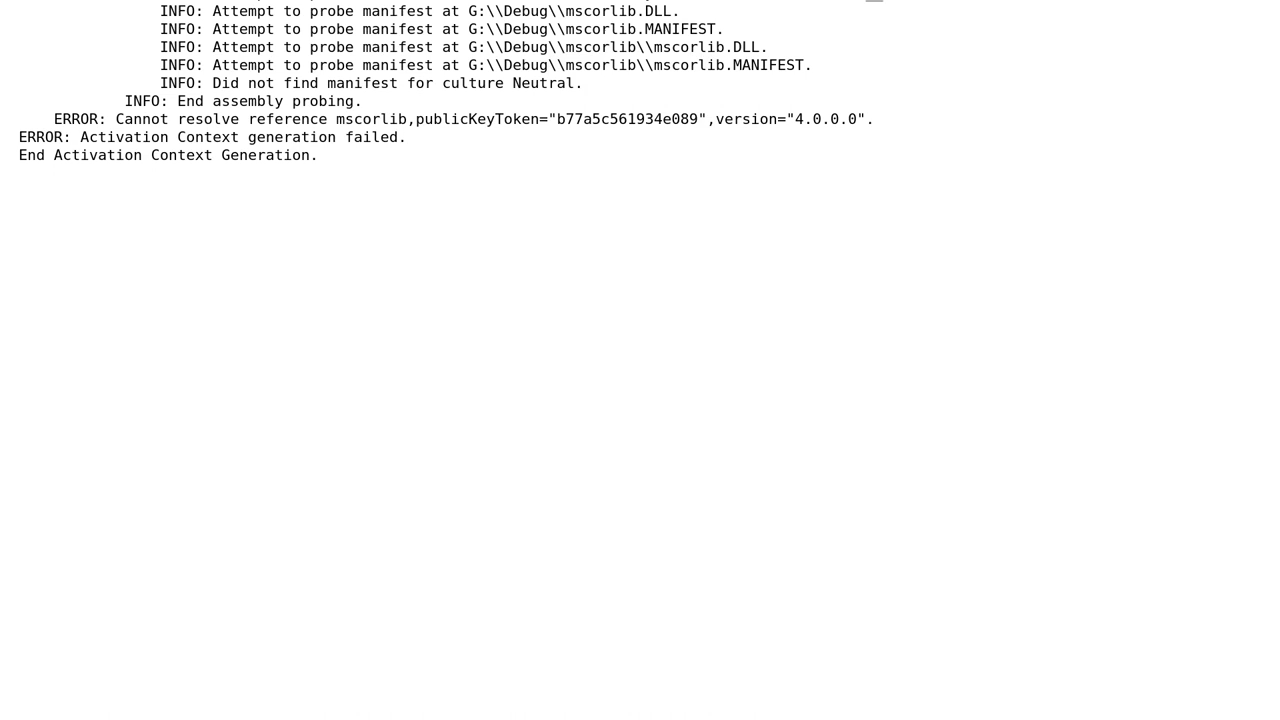 INFO: Attempt to probe manifest at G:\\Debug\\mscorlib.DLL.
INFO: Attempt to probe manifest at G:\\Debug\\mscorlib.MANIFEST.
INFO: Attempt to probe manifest at G:\\Debug\\mscorlib\\mscorlib.DLL.
INFO: Attempt to probe manifest at G:\\Debug\\mscorlib\\mscorlib.MANIFEST.
INFO: Did not find manifest for culture Neutral.
INFO: End assembly probing.
ERROR: Cannot resolve reference mscorlib,publicKeyToken="b77a5c561934e089",version="4.0.0.0".
ERROR: Activation Context generation failed.
End Activation Context Generation.